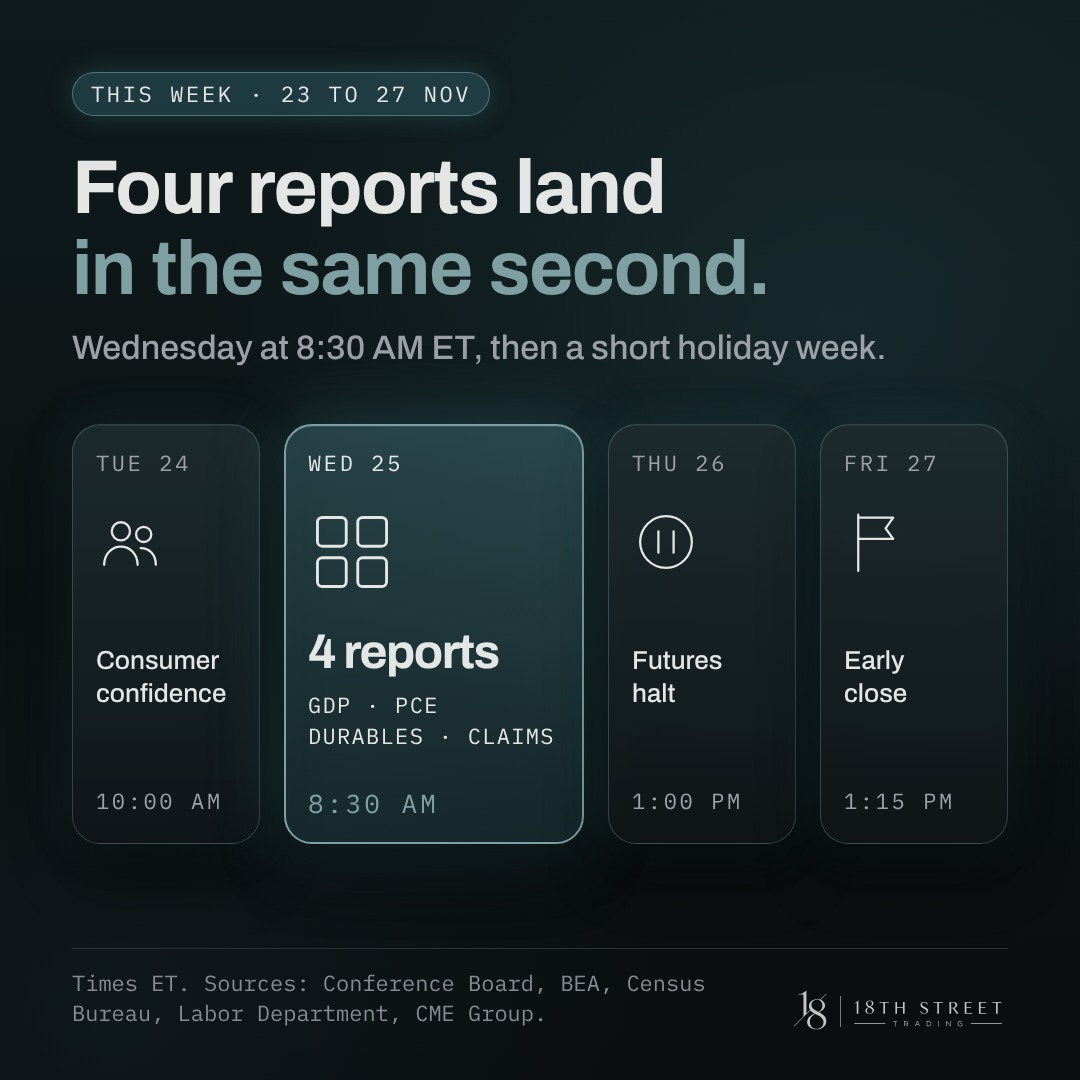 THIS WEEK · 23 TO 27 NOV
Four reports land
in the same second.
Wednesday at 8:30 AM ET, then a short holiday week.
TUE 24
Consumer
confidence
10:00 AM
WED 25
4 reports
GDP · PCE
DURABLES · CLAIMS
8:30 AM
THU 26
Futures
halt
1:00 PM
FRI 27
Early
close
1:15 PM
Times ET. Sources: Conference Board, BEA, Census
Bureau, Labor Department, CME Group.
18
18TH STREET
TRADING